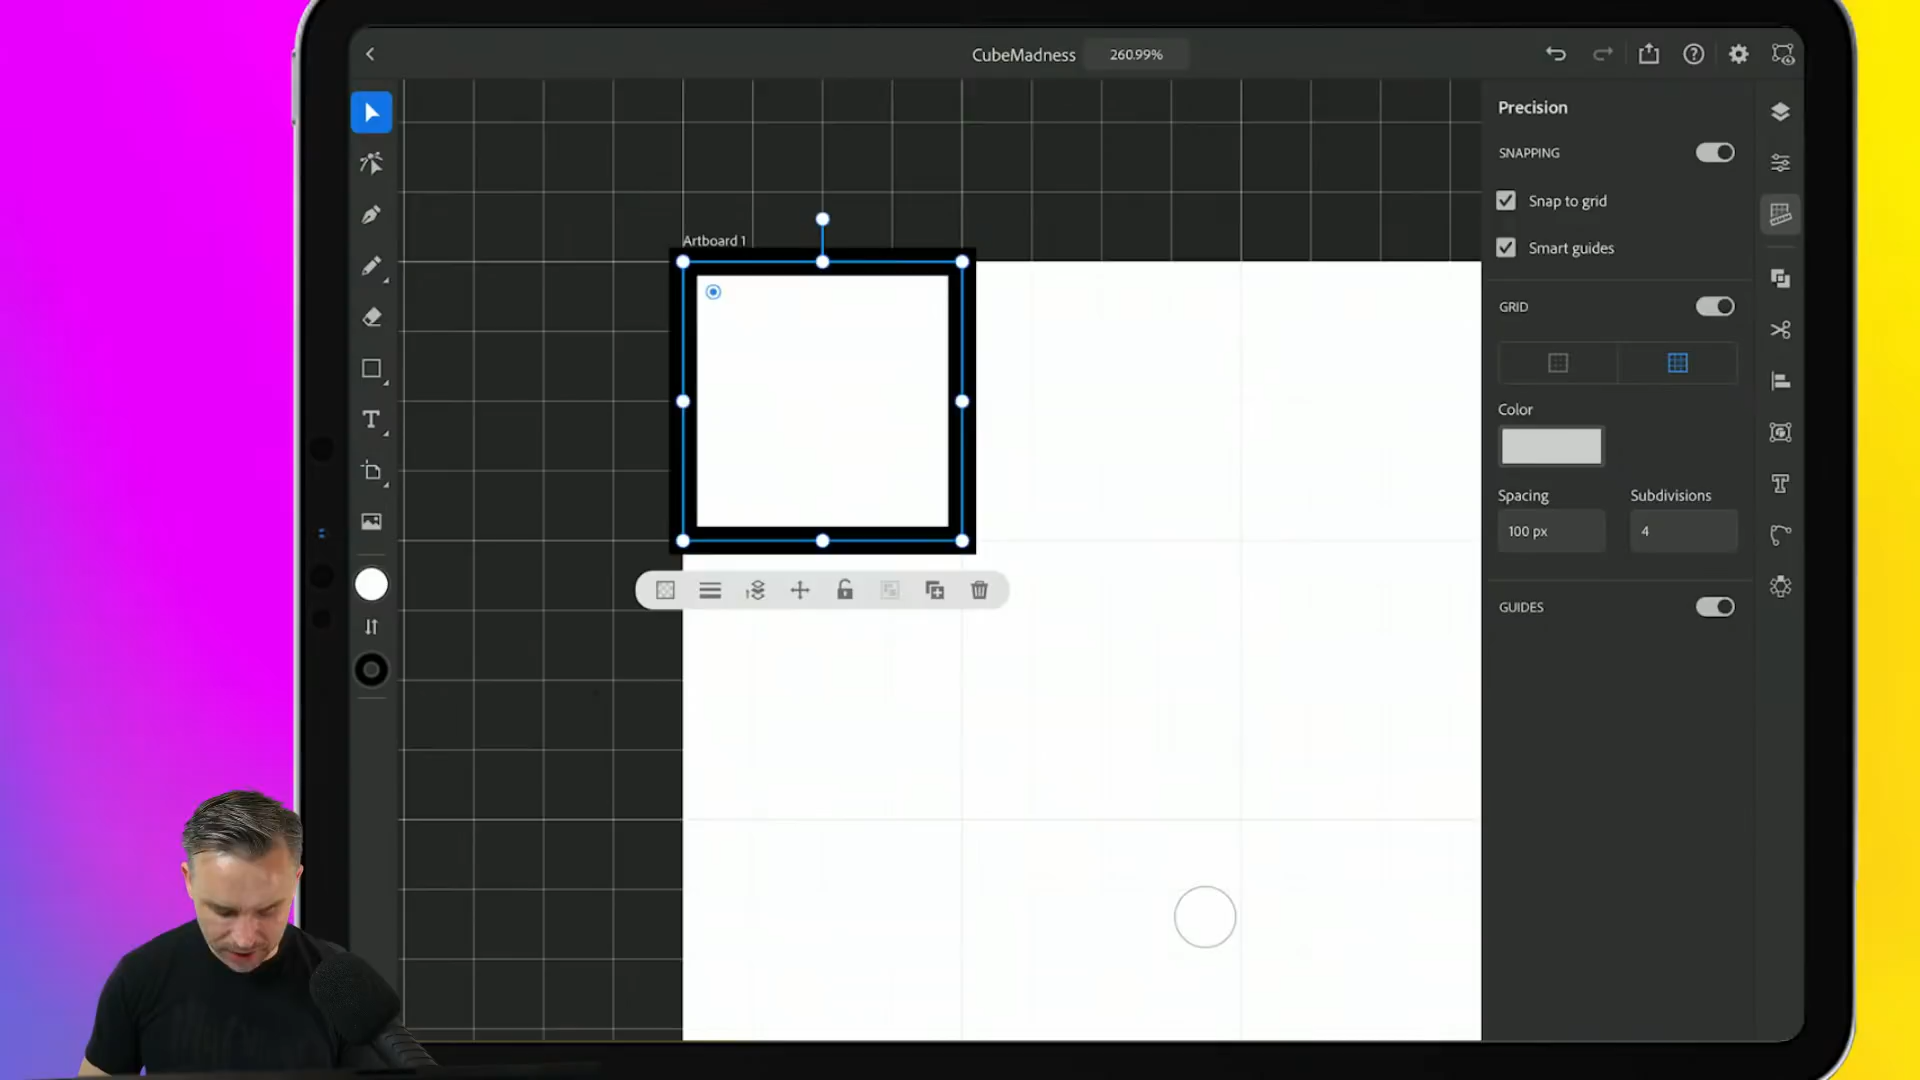 CubeMadness
260.99%
Precision
SNAPPING
Snap to grid
Artboard 1
Smart guides
GRID
Color
Spacing
Subdivisions
100 px
4
GUIDES